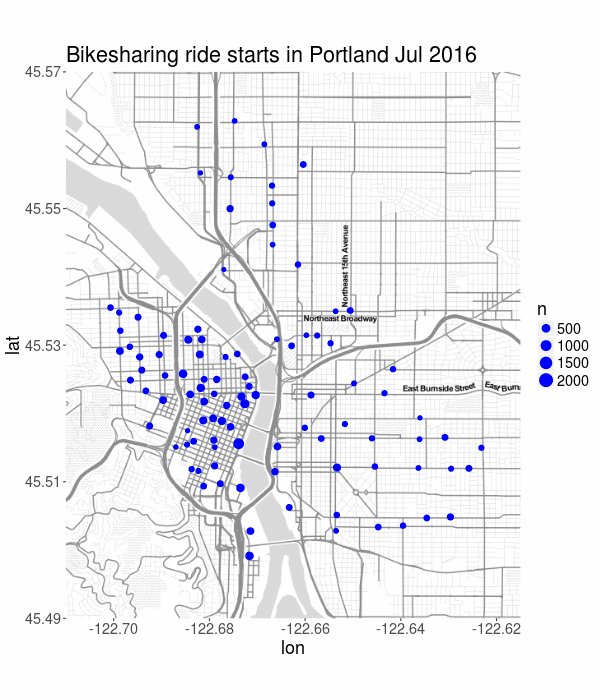 Bikesharing ride starts in Portland Jul 2016
45.57
45.55
45.53
45.51
45.49
lat
Northeast 15th Avenue
Northeast Broadway
East Burnside Street
East Burns
n
500
1000
1500
2000
-122.70
-122.68
-122.66
-122.64
-122.62
lon